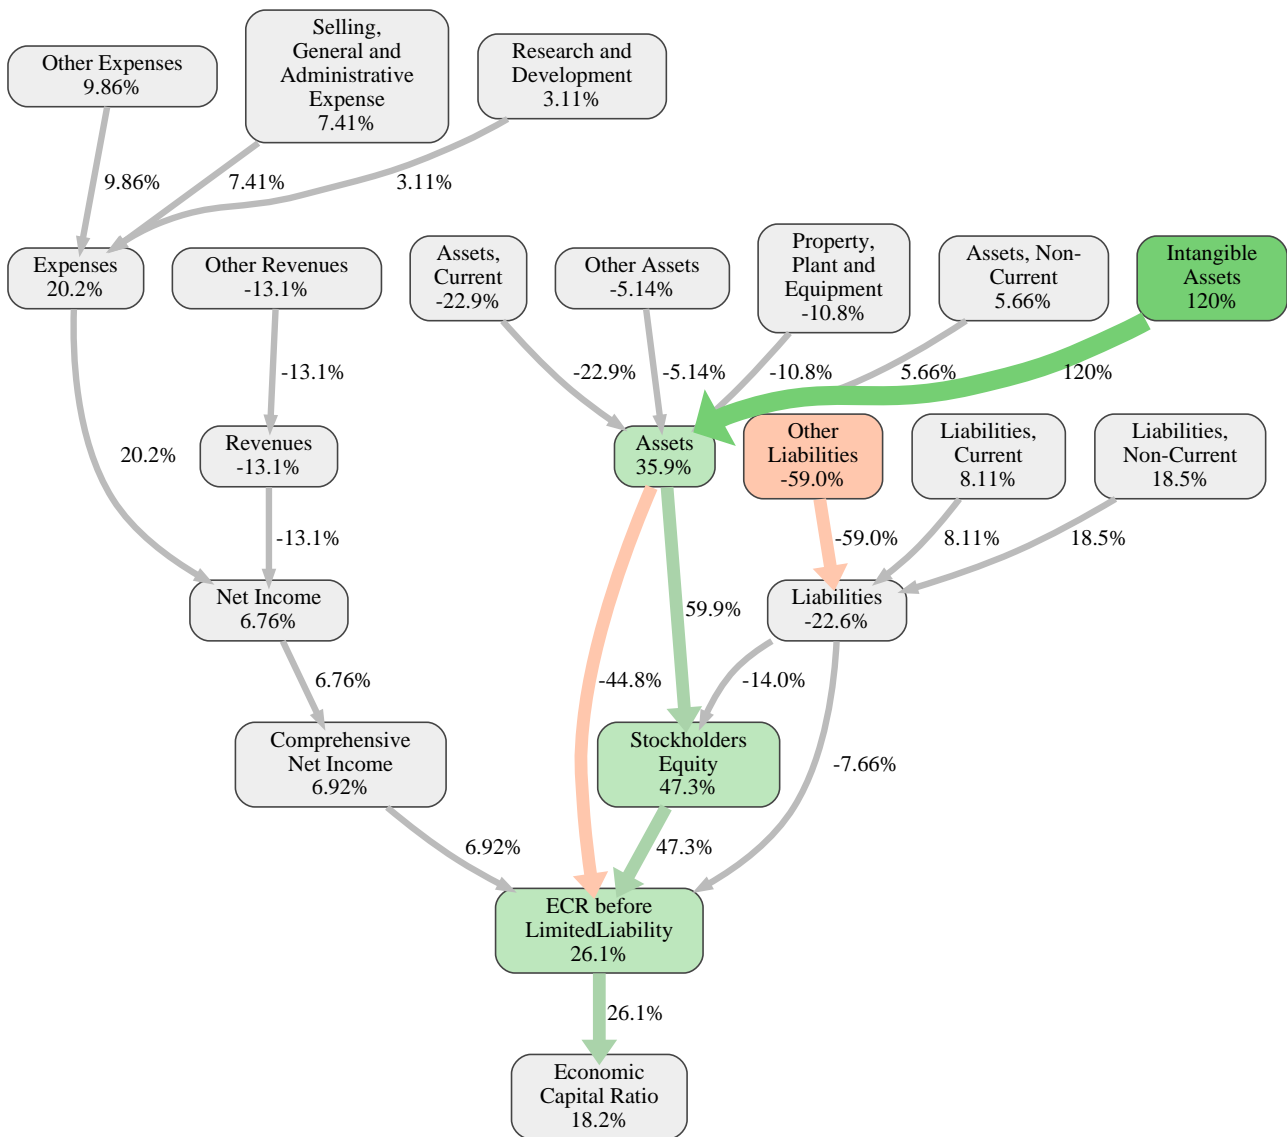 Other Expenses
9.86%
Selling,
General and
Administrative
Expense
7.41%
Research and
Development
3.11%
9.86%
7.41%
3.11%
Expenses
20.2%
Other Revenues
-13.1%
Assets,
Current
-22.9%
Other Assets
-5.14%
Property,
Plant and
Equipment
-10.8%
Assets, Non-
Current
5.66%
Intangible
Assets
120%
-13.1%
-22.9%
-5.14%
-10.8%
5.66%
120%
20.2%
Revenues
-13.1%
Assets
35.9%
Other
Liabilities
-59.0%
Liabilities,
Current
8.11%
Liabilities,
Non-Current
18.5%
-13.1%
-59.0%
8.11%
18.5%
Net Income
6.76%
59.9%
Liabilities
-22.6%
6.76%
-44.8%
-14.0%
Comprehensive
Net Income
6.92%
Stockholders
Equity
47.3%
-7.66%
6.92%
47.3%
ECR before
LimitedLiability
26.1%
26.1%
Economic
Capital Ratio
18.2%